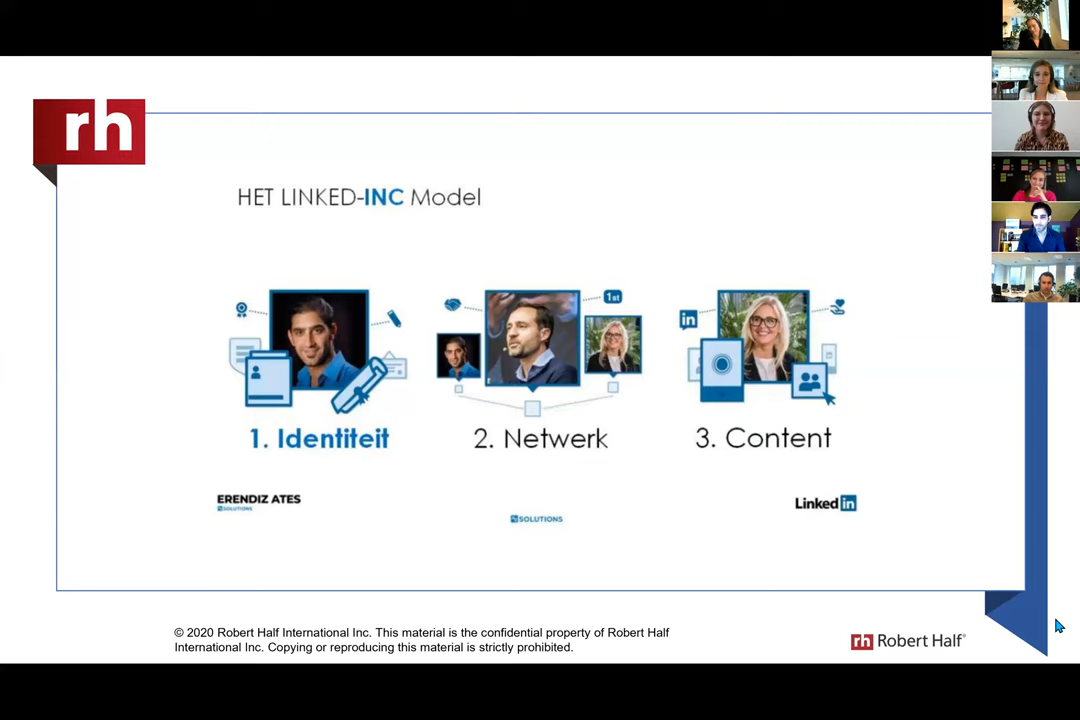 rh
HET LINKED-INC Model
1st
in
1. Identiteit
2. Netwerk
3. Content
ERENDIZ ATES
SOLUTIONS
SOLUTIONS
Linked in
© 2020 Robert Half International Inc. This material is the confidential property of Robert Half
International Inc. Copying or reproducing this material is strictly prohibited.
rh Robert Half®